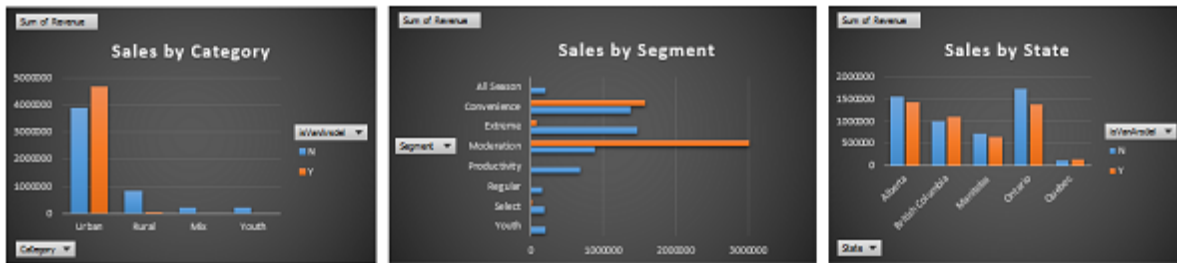 Sum of Revenue
Sales by Category
5000000
4000000
3000000
2000000
1000000
0
Urban Rural Mix Youth
IsVanArsdel
N
Y
Category
Sum of Revenue
Sales by Segment
All Season
Convenience
Extreme
Moderation
Productivity
Regular
Select
Youth
0 1000000 2000000 3000000
Segment
Sum of Revenue
Sales by State
2000000
1500000
1000000
500000
0
Alberta British Columbia Manitoba Ontario Quebec
IsVanArsdel
N
Y
State